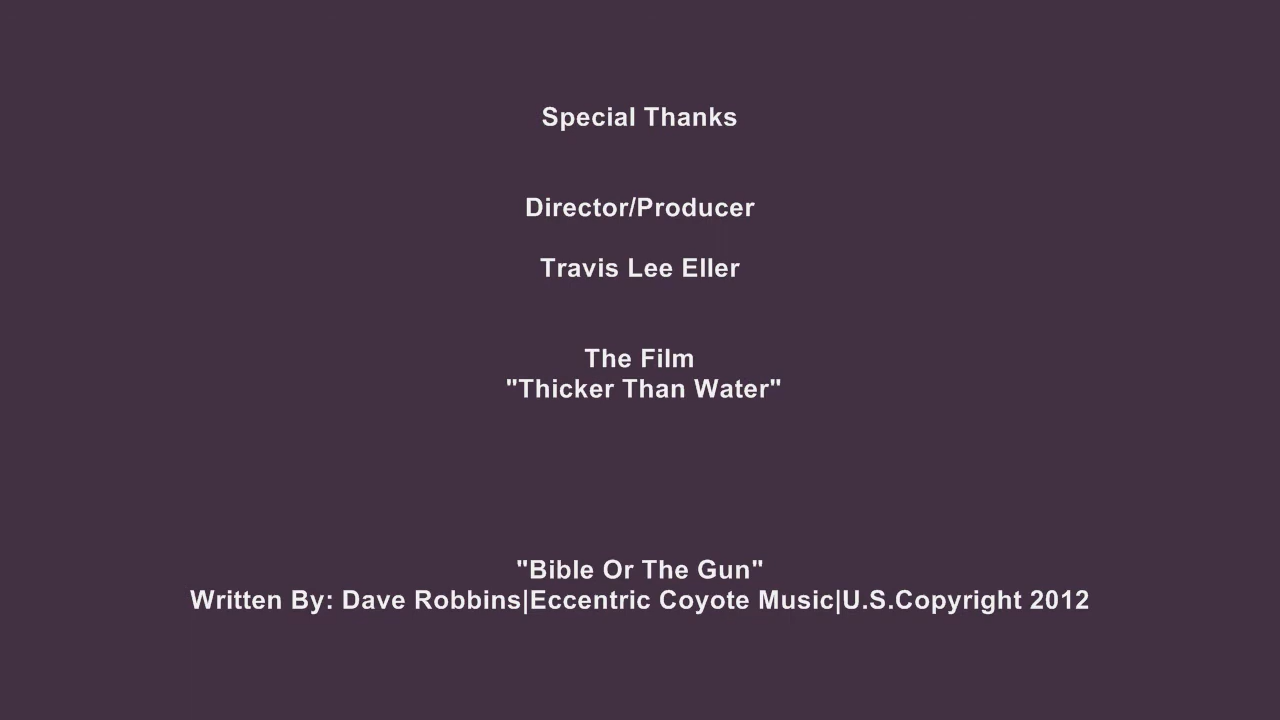 Special Thanks
Director/Producer
Travis Lee Eller
The Film
"Thicker Than Water"
"Bible Or The Gun"
Written By: Dave Robbins|Eccentric Coyote Music|U.S.Copyright 2012